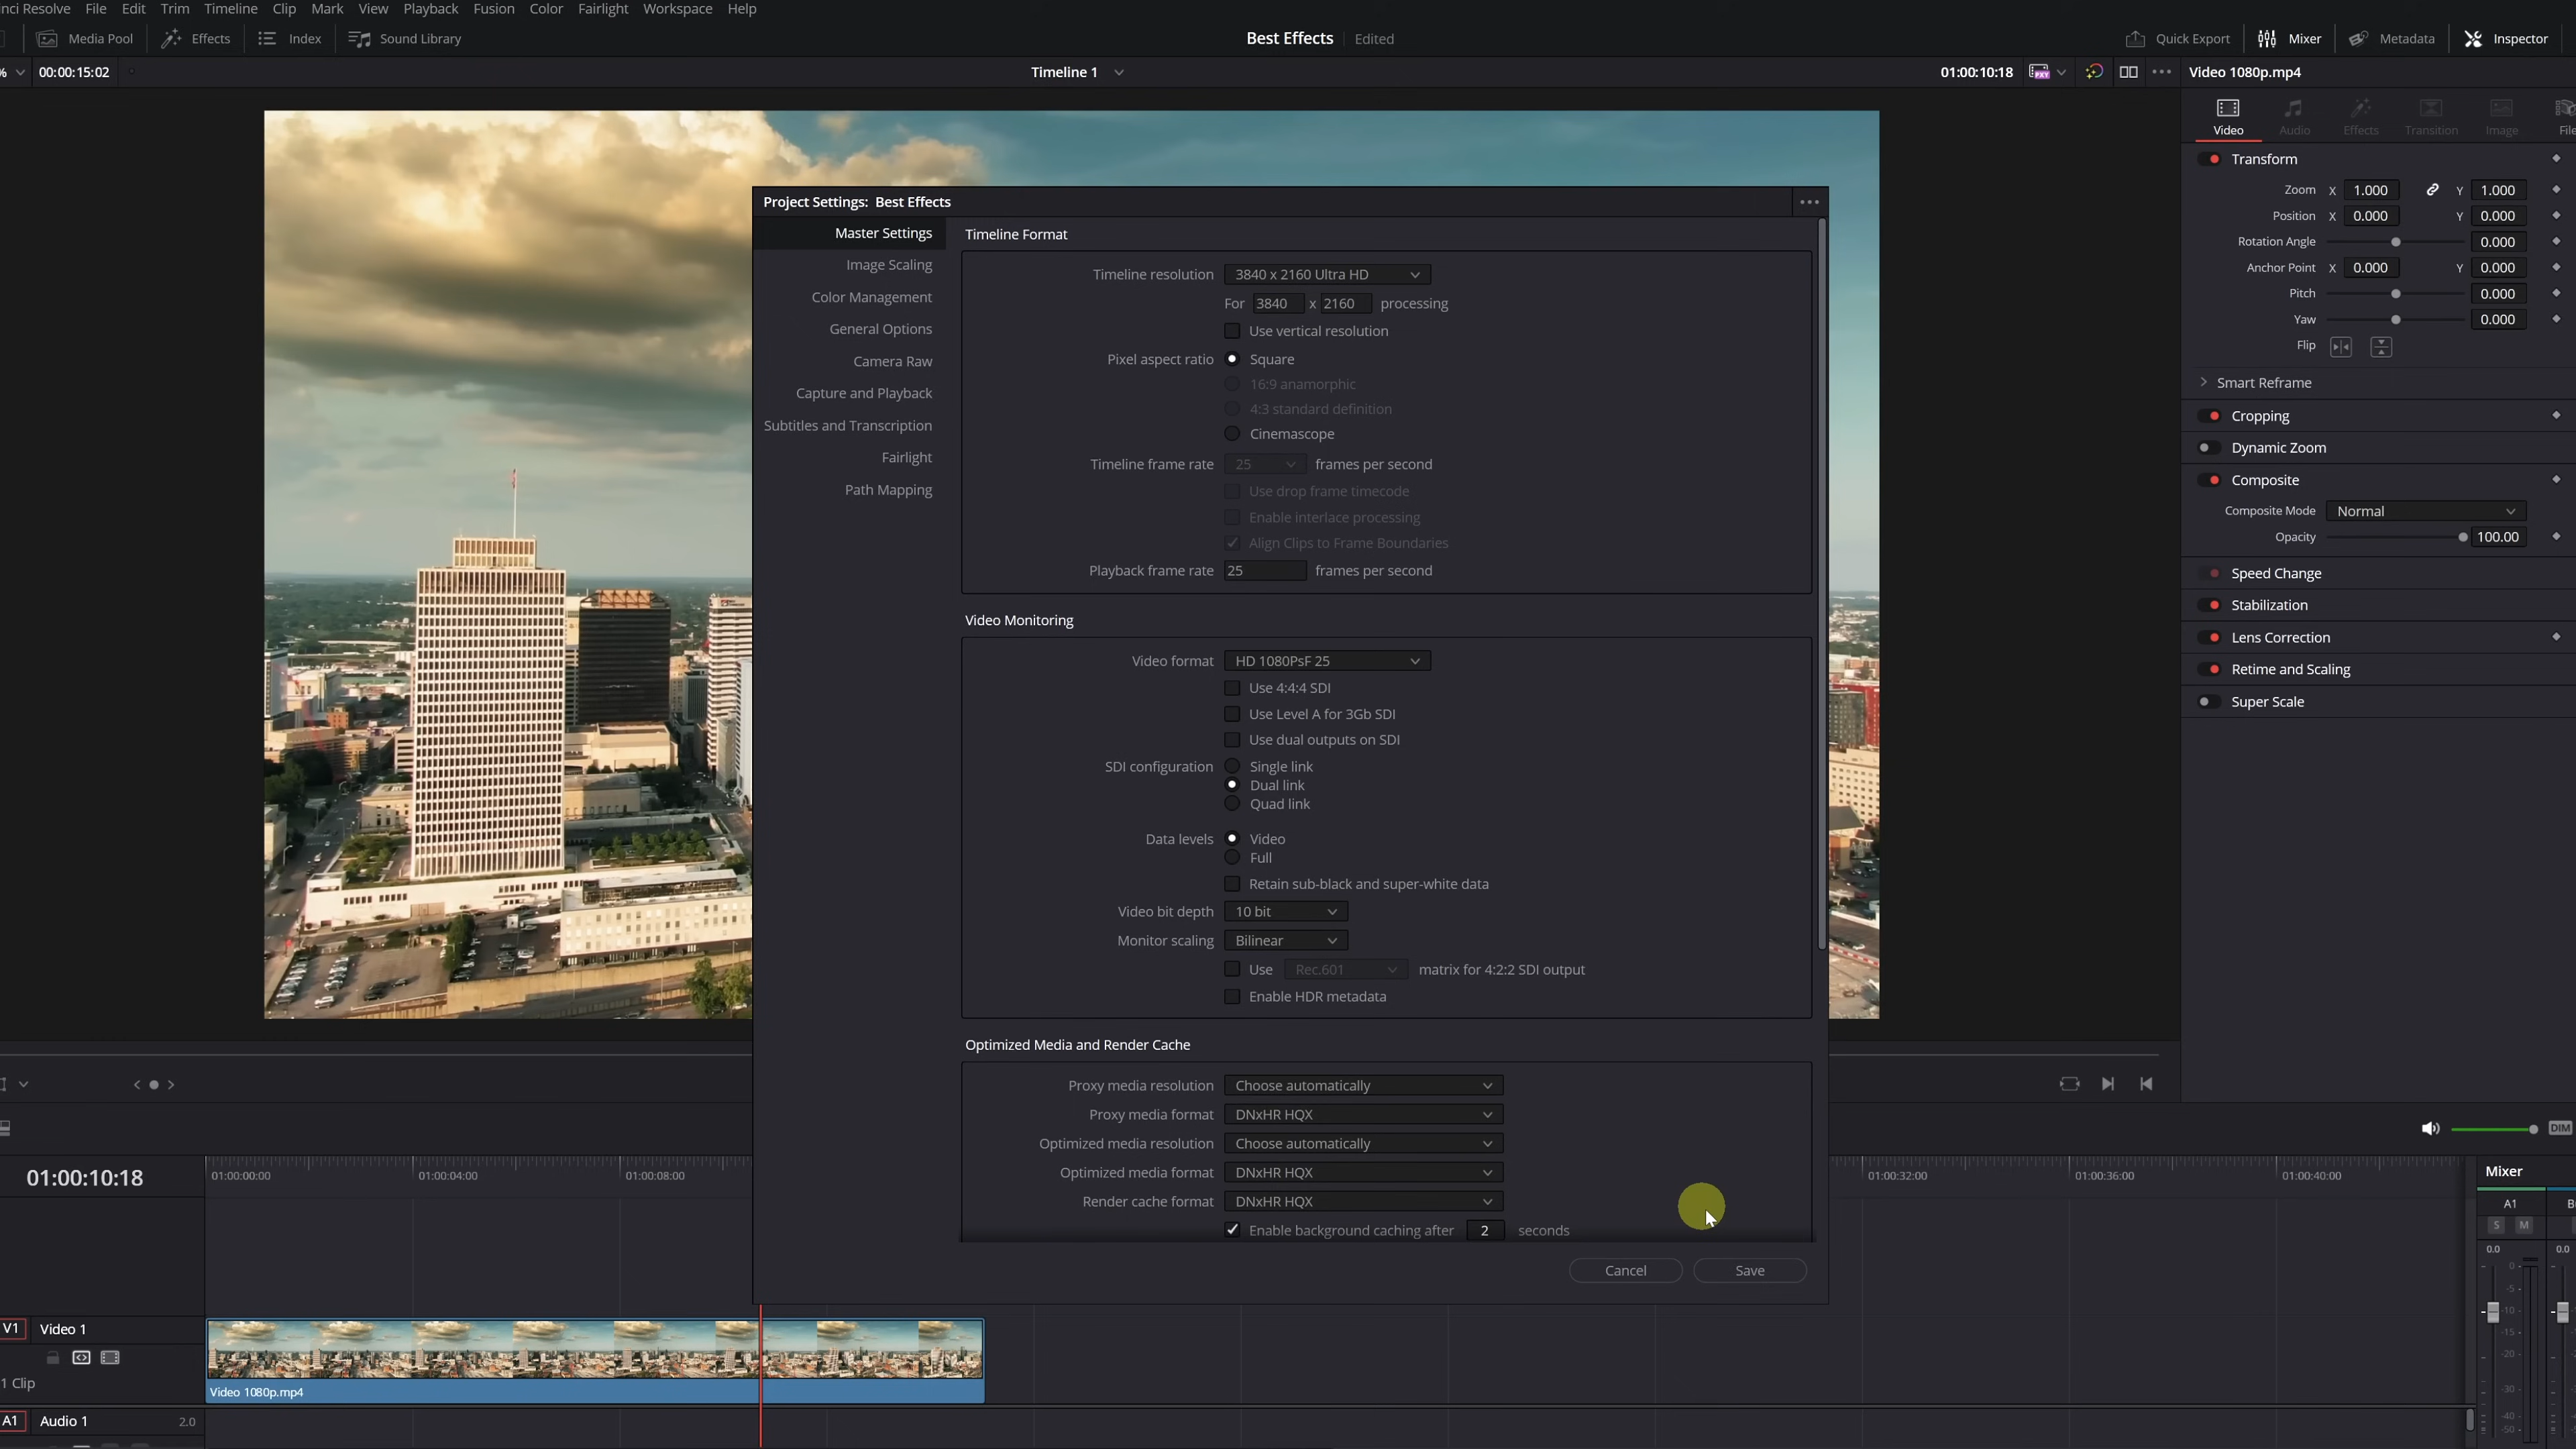 nci Resolve File Edit Trim Timeline Clip Mark View Playback Fusion Color Fairlight Workspace Help
Media Pool Effects Index Sound Library Best Effects Edited Quick Export Mixer Metadata Inspector
% 00:00:15:02 Timeline 1 01:00:10:18 PXY Video 1080p.mp4
Video Audio Effects Transition Image File
Transform
Zoom X 1.000 Y 1.000
Position X 0.000 Y 0.000
Rotation Angle 0.000
Anchor Point X 0.000 Y 0.000
Pitch 0.000
Yaw 0.000
Flip
Smart Reframe
Cropping
Dynamic Zoom
Composite
Composite Mode Normal
Opacity 100.00
Speed Change
Stabilization
Lens Correction
Retime and Scaling
Super Scale
Project Settings: Best Effects
Master Settings
Image Scaling
Color Management
General Options
Camera Raw
Capture and Playback
Subtitles and Transcription
Fairlight
Path Mapping
Timeline Format
Timeline resolution 3840 x 2160 Ultra HD
For 3840 x 2160 processing
Use vertical resolution
Pixel aspect ratio Square
16:9 anamorphic
4:3 standard definition
Cinemascope
Timeline frame rate 25 frames per second
Use drop frame timecode
Enable interlace processing
Align Clips to Frame Boundaries
Playback frame rate 25 frames per second
Video Monitoring
Video format HD 1080PsF 25
Use 4:4:4 SDI
Use Level A for 3Gb SDI
Use dual outputs on SDI
SDI configuration Single link
Dual link
Quad link
Data levels Video
Full
Retain sub-black and super-white data
Video bit depth 10 bit
Monitor scaling Bilinear
Use Rec.601 matrix for 4:2:2 SDI output
Enable HDR metadata
Optimized Media and Render Cache
Proxy media resolution Choose automatically
Proxy media format DNxHR HQX
Optimized media resolution Choose automatically
Optimized media format DNxHR HQX
Render cache format DNxHR HQX
Enable background caching after 2 seconds
Cancel Save
DIM
01:00:10:18 01:00:00:00 01:00:04:00 01:00:08:00 01:00:32:00 01:00:36:00 01:00:40:00 Mixer
A1 B
S M
0.0 0.0
0
-5
-10
-15
-20
-30
-40
-50
V1 Video 1
1 Clip
Video 1080p.mp4
A1 Audio 1 2.0